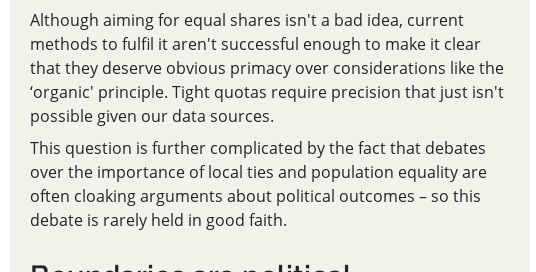 Although aiming for equal shares isn't a bad idea, current
methods to fulfil it aren't successful enough to make it clear
that they deserve obvious primacy over considerations like the
‘organic' principle. Tight quotas require precision that just isn't
possible given our data sources.
This question is further complicated by the fact that debates
over the importance of local ties and population equality are
often cloaking arguments about political outcomes – so this
debate is rarely held in good faith.
Boundaries are political